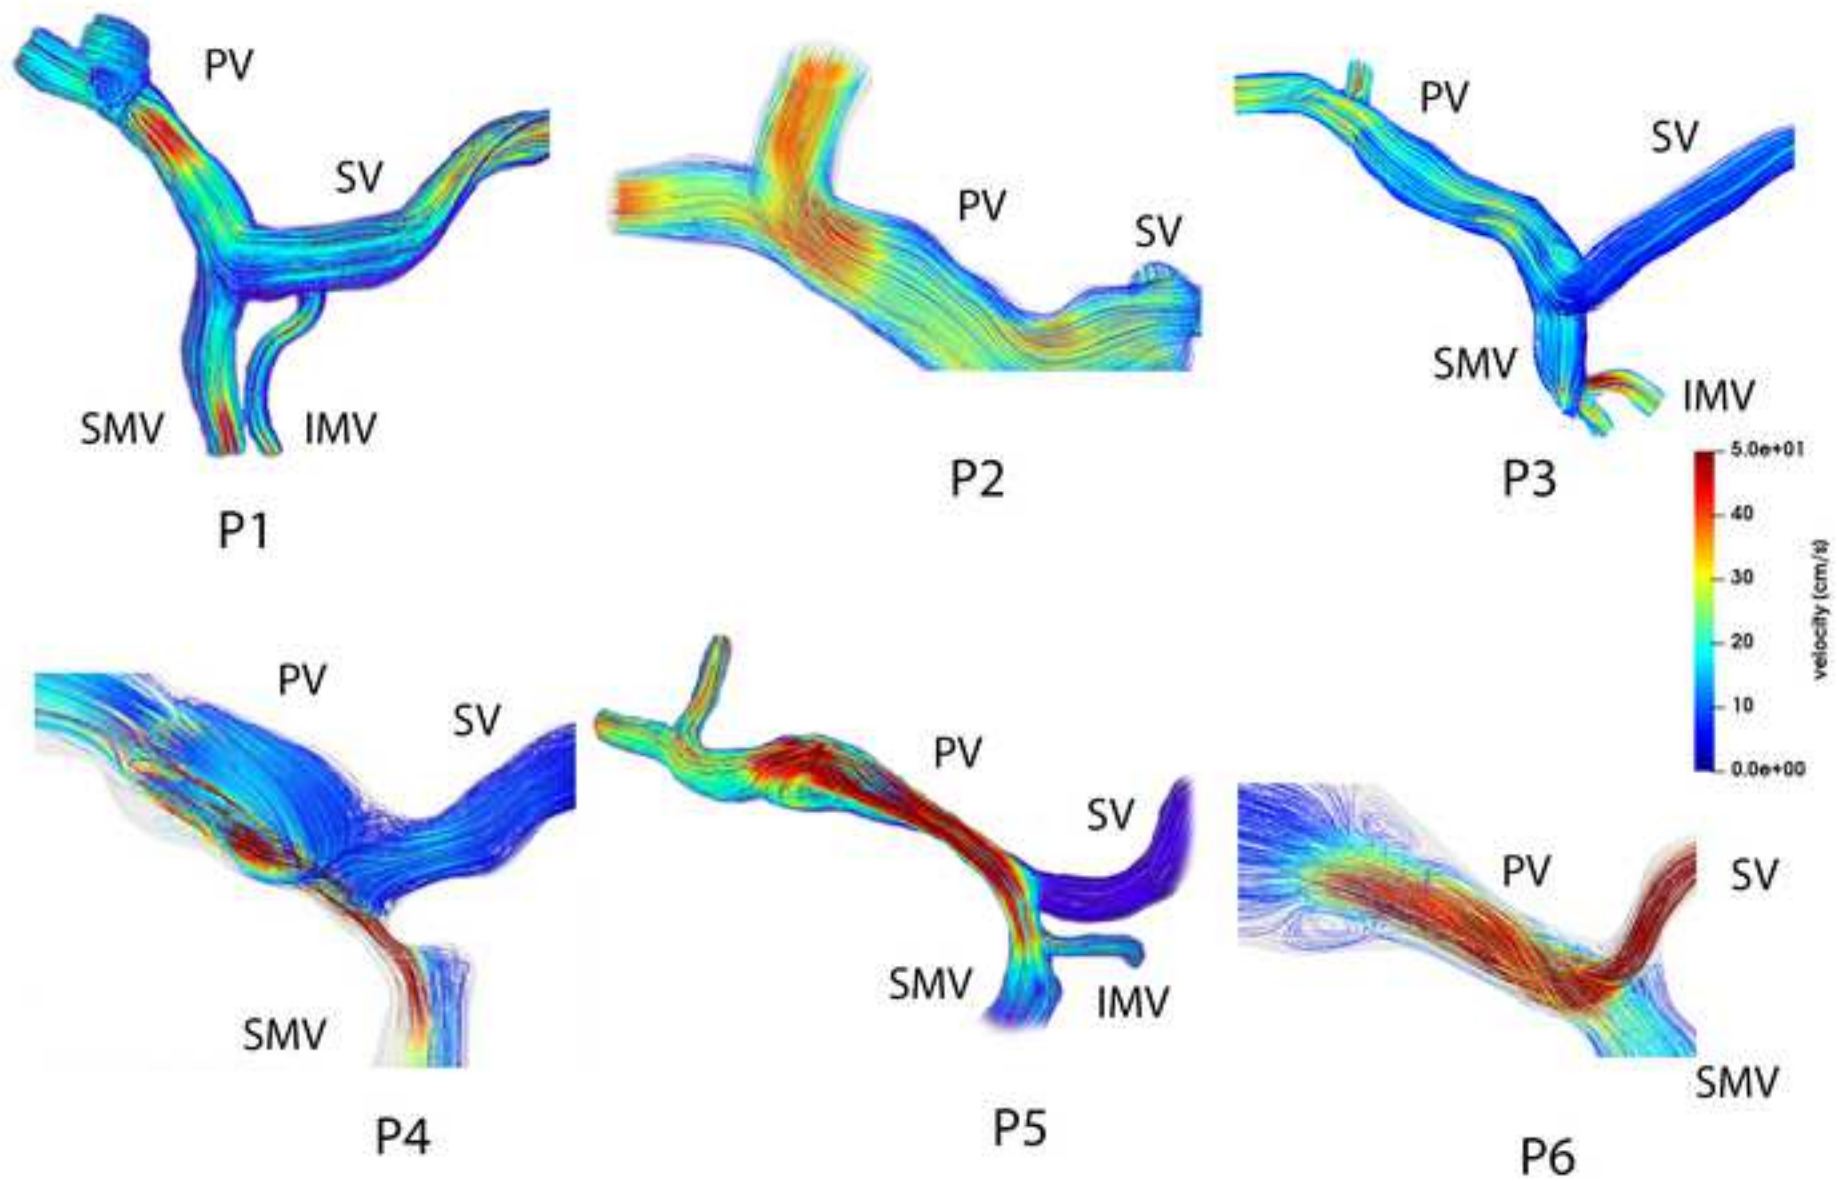 PV
SV
SMV
IMV
P1
PV
SV
P2
PV
SV
SMV
IMV
P3
5.0e+01
40
30
20
10
0.0e+00
velocity (cm/s)
PV
SV
SMV
P4
PV
SV
SMV
IMV
P5
PV
SV
SMV
P6